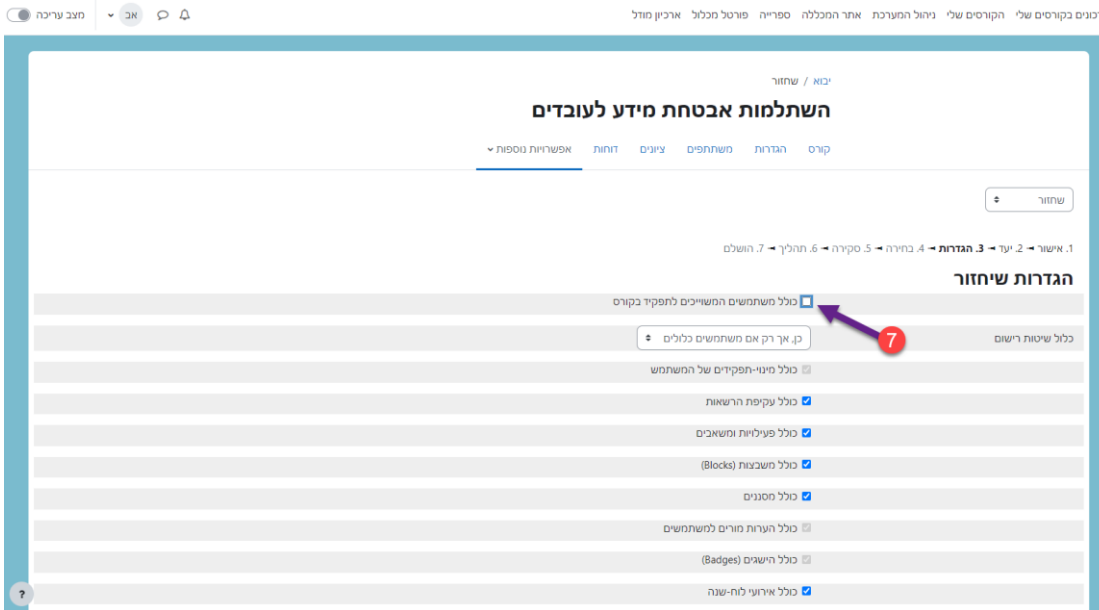 כונים בקורסים שלי הקורסים שלי ניהול המערכת אתר המכללה ספרייה פורטל מכלול ארכיון מודל אב מצב עריכה
יבוא / שחזור
השתלמות אבטחת מידע לעובדים
קורס הגדרות משתתפים ציונים דוחות אפשרויות נוספות
שחזור
1. אישור ► 2. יעד ► 3. הגדרות ► 4. בחירה ► 5. סקירה ► 6. תהליך ► 7. הושלם
הגדרות שיחזור
כולל משתמשים המשוייכים לתפקיד בקורס
7
כלול שיטות רישום כן, אך רק אם משתמשים כלולים
כולל מינוי-תפקידים של המשתמש
כולל עקיפת הרשאות
כולל פעילויות ומשאבים
כולל משבצות (Blocks)
כולל מסננים
כולל הערות מורים למשתמשים
כולל הישגים (Badges)
כולל אירועי לוח-שנה
?